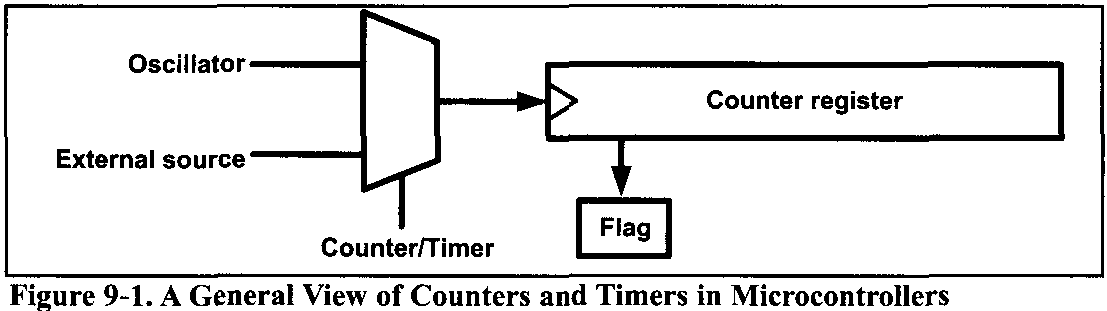 Oscillator
Counter register
External source
Flag
Counter/Timer
Figure 9-1. A General View of Counters and Timers in Microcontrollers